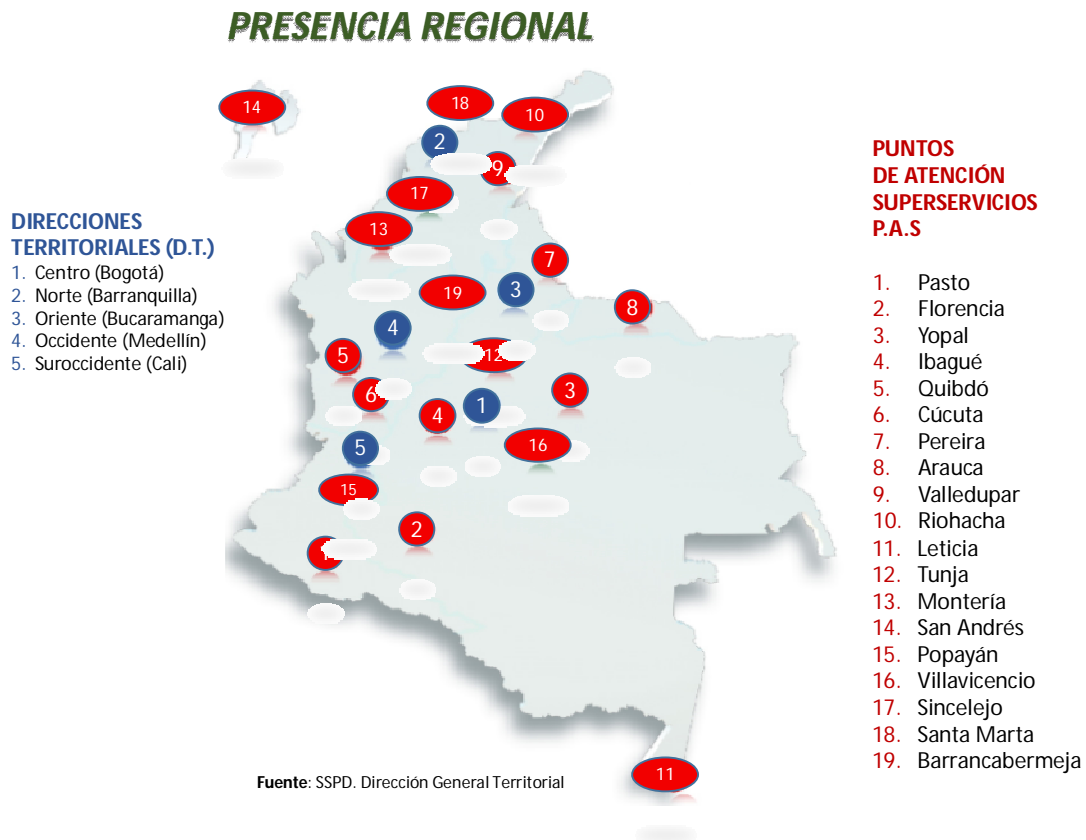 PRESENCIA REGIONAL
14
18
10
2
9
17
13
7
3
19
8
4
5
12
6
3
4
1
16
5
15
2
11
DIRECCIONES
TERRITORIALES (D.T.)
1. Centro (Bogotá)
2. Norte (Barranquilla)
3. Oriente (Bucaramanga)
4. Occidente (Medellín)
5. Suroccidente (Cali)
PUNTOS
DE ATENCIÓN
SUPERSERVICIOS
P.A.S
1. Pasto
2. Florencia
3. Yopal
4. Ibagué
5. Quibdó
6. Cúcuta
7. Pereira
8. Arauca
9. Valledupar
10. Riohacha
11. Leticia
12. Tunja
13. Montería
14. San Andrés
15. Popayán
16. Villavicencio
17. Sincelejo
18. Santa Marta
19. Barrancabermeja
Fuente: SSPD. Dirección General Territorial